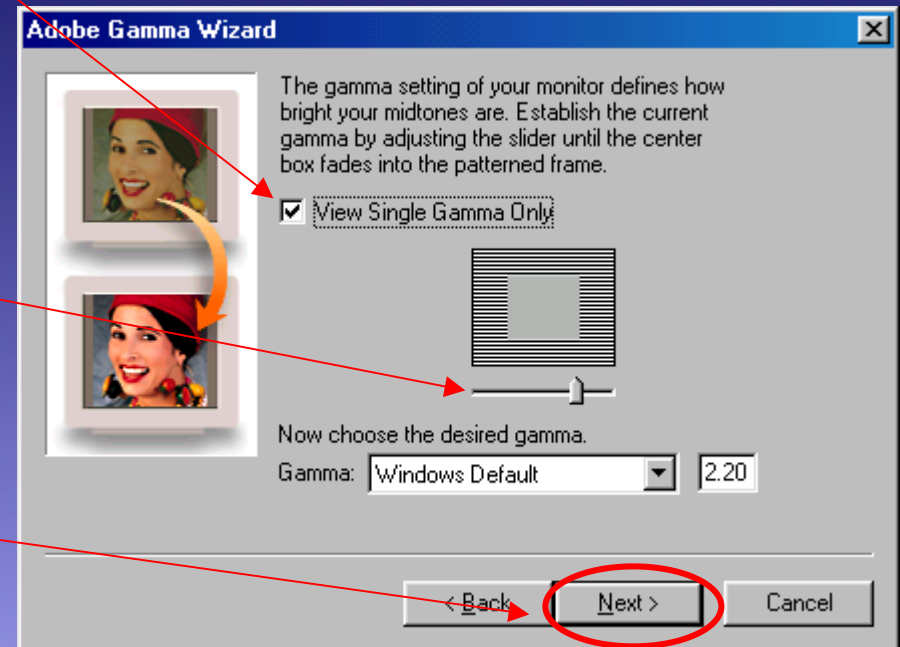 Adobe Gamma Wizard
The gamma setting of your monitor defines how
bright your midtones are. Establish the current
gamma by adjusting the slider until the center
box fades into the patterned frame.
View Single Gamma Only
Now choose the desired gamma.
Gamma: Windows Default 2.20
< Back Next > Cancel